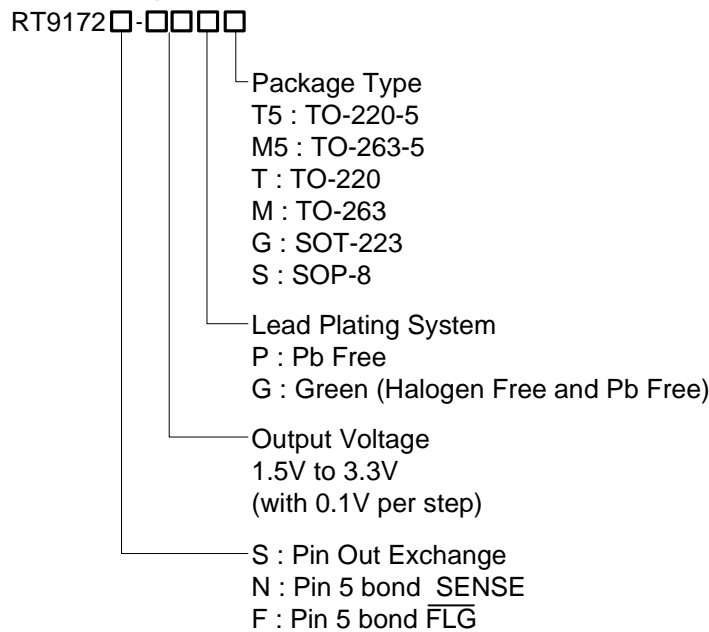 RT9172□-□□□□
Package Type
T5 : TO-220-5
M5 : TO-263-5
T : TO-220
M : TO-263
G : SOT-223
S : SOP-8
Lead Plating System
P : Pb Free
G : Green (Halogen Free and Pb Free)
Output Voltage
1.5V to 3.3V
(with 0.1V per step)
S : Pin Out Exchange
N : Pin 5 bond SENSE
F : Pin 5 bond F̅L̅G̅